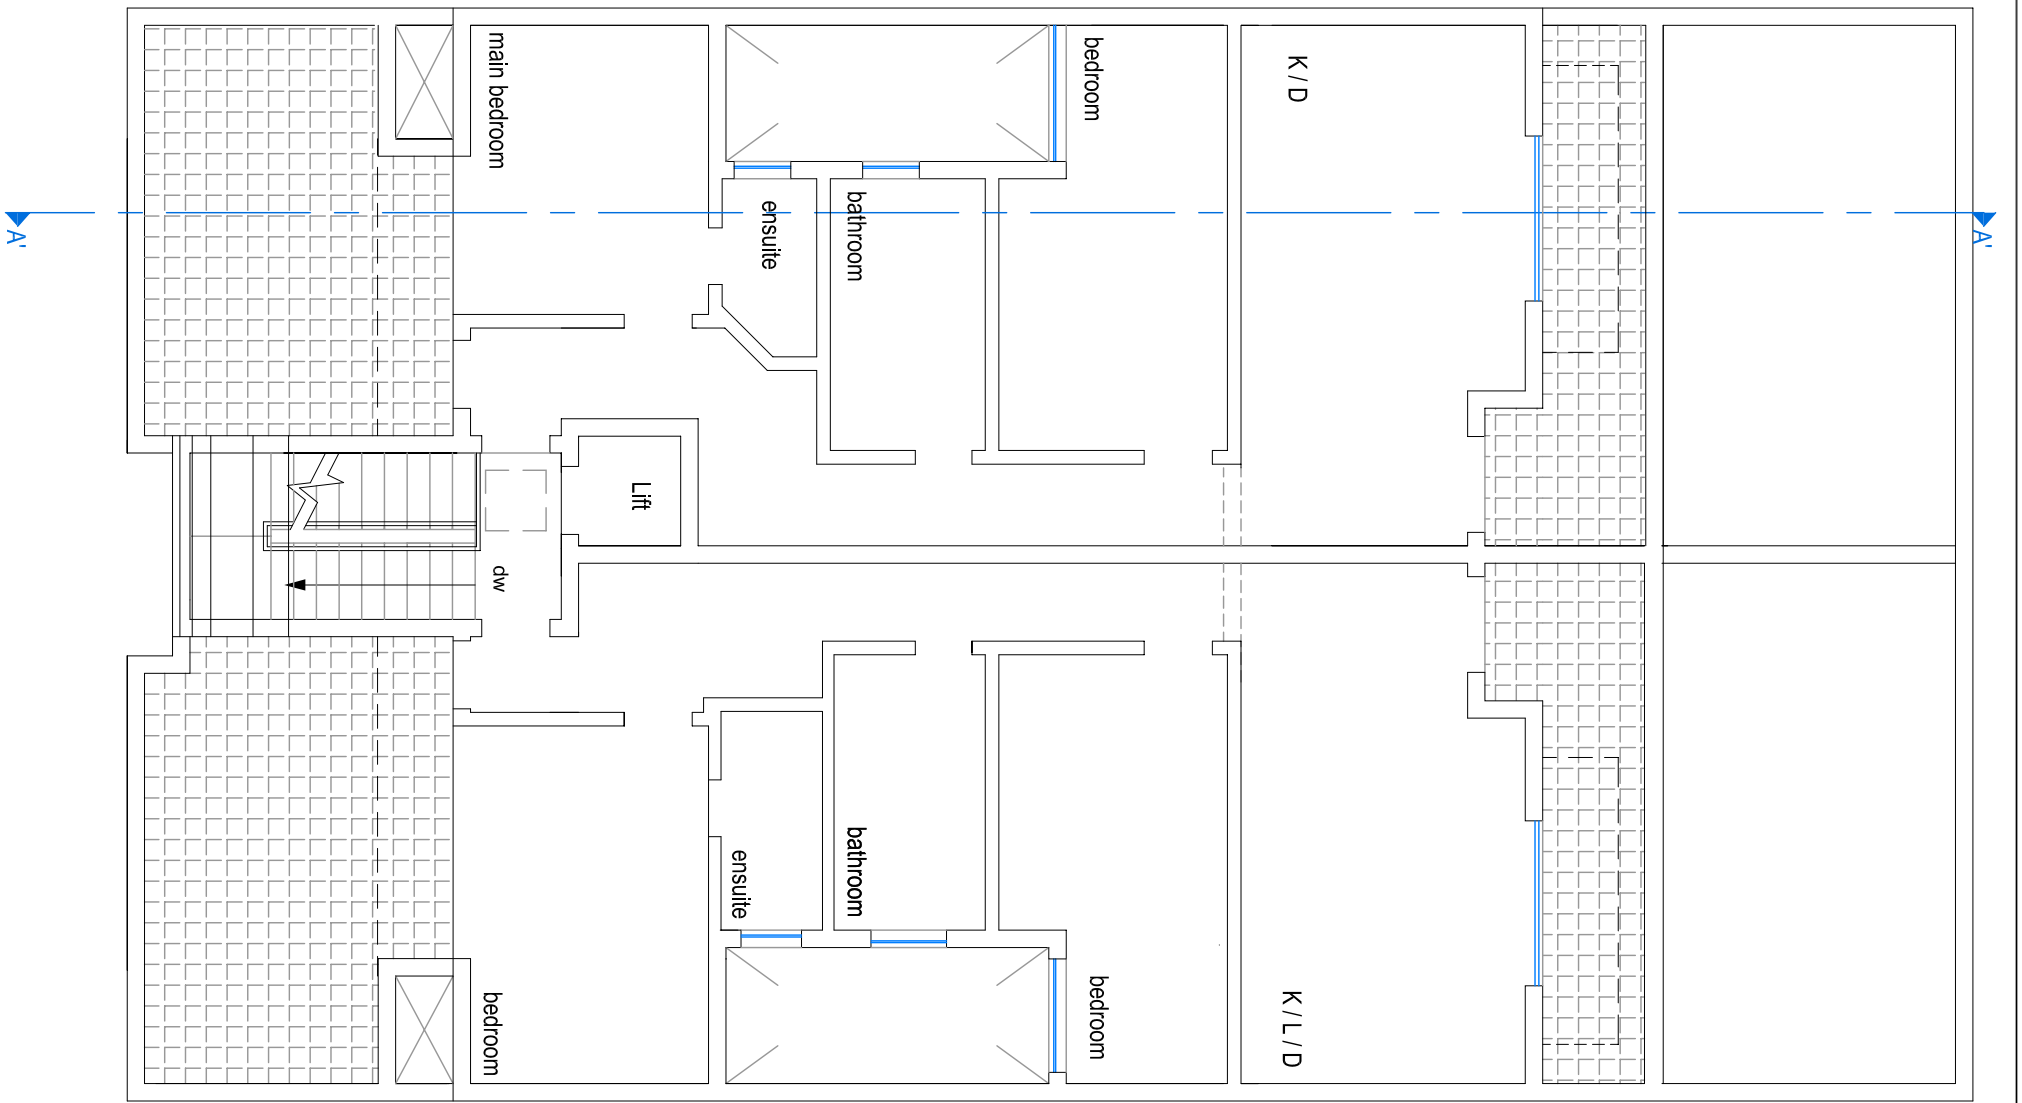 main bedroom
bedroom
K / D
ensuite
bathroom
A'
A'
Lift
dw
ensuite
bathroom
bedroom
bedroom
K / L / D